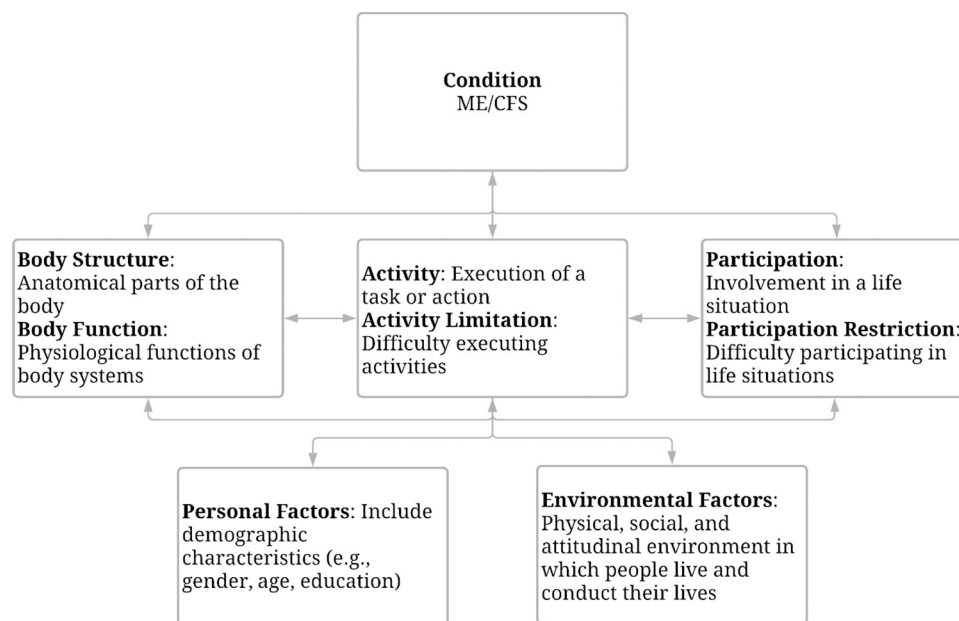 Condition
ME/CFS
Body Structure:
Anatomical parts of the
body
Body Function:
Physiological functions of
body systems
Activity: Execution of a
task or action
Activity Limitation:
Difficulty executing
activities
Participation:
Involvement in a life
situation
Participation Restriction:
Difficulty participating in
life situations
Personal Factors: Include
demographic
characteristics (e.g.,
gender, age, education)
Environmental Factors:
Physical, social, and
attitudinal environment in
which people live and
conduct their lives